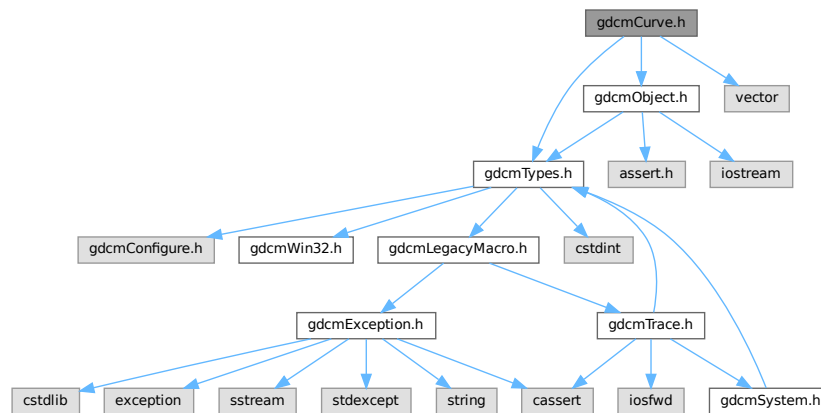 gdcmCurve.h
gdcmObject.h
vector
gdcmTypes.h
assert.h
iostream
gdcmConfigure.h
gdcmWin32.h
gdcmLegacyMacro.h
cstdint
gdcmException.h
gdcmTrace.h
cstdlib
exception
sstream
stdexcept
string
cassert
iosfwd
gdcmSystem.h